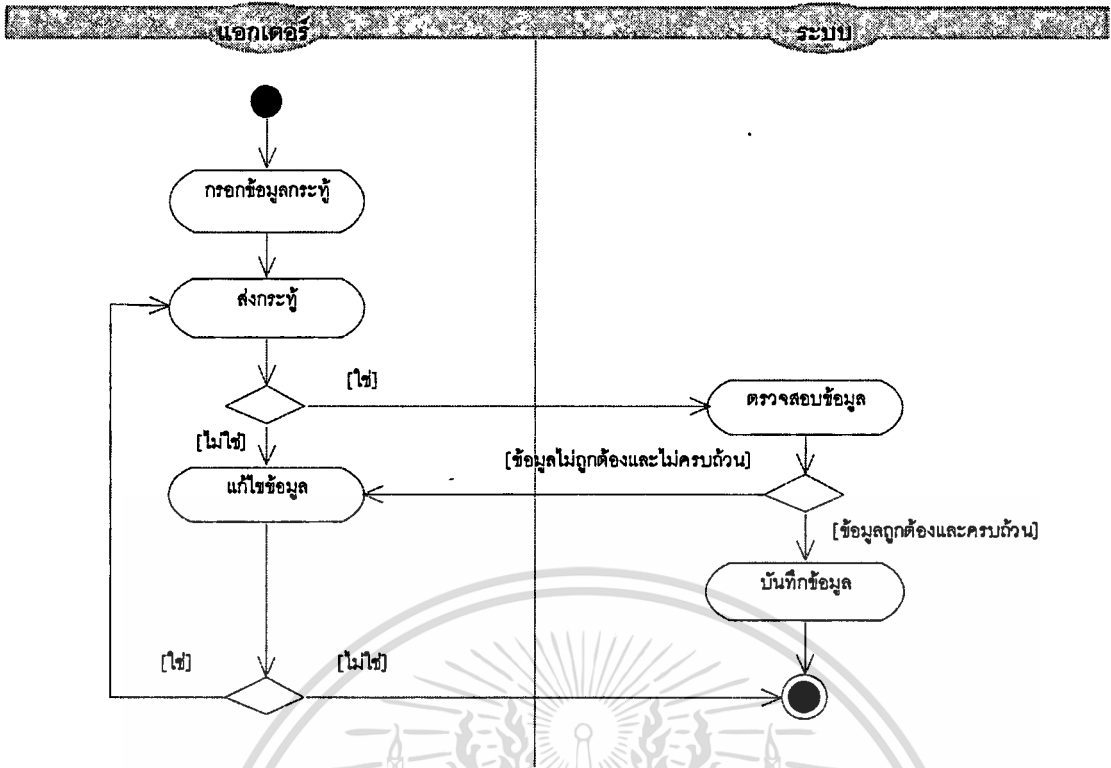 แอกเตอร์
ระบบ
กรอกข้อมูลกระทู้
ส่งกระทู้
[ใช่]
ตรวจสอบข้อมูล
[ไม่ใช่]
[ข้อมูลไม่ถูกต้องและไม่ครบถ้วน]
แก้ไขข้อมูล
[ข้อมูลถูกต้องและครบถ้วน]
บันทึกข้อมูล
[ใช่]
[ไม่ใช่]